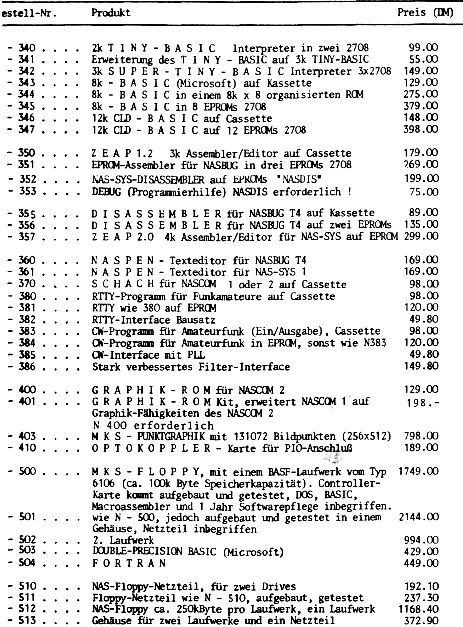 estell-Nr. Produkt Preis (DM)
- 340 . . . . 2k T I N Y - B A S I C Interpreter in zwei 2708 99.00
- 341 . . . . Erweiterung des T I N Y - BASIC auf 3k TINY-BASIC 55.00
- 342 . . . . 3k S U P E R - T I N Y - B A S I C Interpreter 3x2708 149.00
- 343 . . . . 8k - B A S I C (Microsoft) auf Kassette 129.00
- 344 . . . . 8k - B A S I C in einem 8k x 8 organisierten ROM 275.00
- 345 . . . . 8k - B A S I C in 8 EPROMs 2708 379.00
- 346 . . . . 12k CLD - B A S I C auf Cassette 148.00
- 347 . . . . 12k CLD - B A S I C auf 12 EPROMs 2708 398.00
- 350 . . . . Z E A P 1.2 3k Assembler/Editor auf Cassette 179.00
- 351 . . . . EPROM-Assembler für NASBUG in drei EPROMs 2708 269.00
- 352 . . . . NAS-SYS-DISASSEMBLER auf EPROMs "NASDIS" 199.00
- 353 . . . . DEBUG (Programmierhilfe) NASDIS erforderlich ! 75.00
- 355 . . . . D I S A S S E M B L E R für NASBUG T4 auf Kassette 89.00
- 356 . . . . D I S A S S E M B L E R für NASBUG T4 auf zwei EPROMs 135.00
- 357 . . . . Z E A P 2.0 4k Assembler/Editor für NAS-SYS auf EPROM 299.00
- 360 . . . . N A S P E N - Texteditor für NASBUG T4 169.00
- 361 . . . . N A S P E N - Texteditor für NAS-SYS 1 169.00
- 370 . . . . S C H A C H für NASCOM 1 oder 2 auf Cassette 98.00
- 380 . . . . RTTY-Programm für Funkamateure auf Cassette 98.00
- 381 . . . . RTTY wie 380 auf EPROM 120.00
- 382 . . . . RTTY-Interface Bausatz 49.80
- 383 . . . . CW-Programm für Amateurfunk (Ein/Ausgabe), Cassette 98.00
- 384 . . . . CW-Programm für Amateurfunk in EPROM, sonst wie N383 120.00
- 385 . . . . CW-Interface mit PLL 49.80
- 386 . . . . Stark verbessertes Filter-Interface 149.80
- 400 . . . . G R A P H I K - R O M für NASCOM 2 129.00
- 401 . . . . G R A P H I K - R O M Kit, erweitert NASCOM 1 auf 198.-
Graphik-Fähigkeiten des NASCOM 2
N 400 erforderlich
- 403 . . . . M K S - PUNKTGRAPHIK mit 131072 Bildpunkten (256x512) 798.00
- 410 . . . . O P T O K O P P L E R - Karte für PIO-Anschluß 189.00
- 500 . . . . M K S - F L O P P Y, mit einem BASF-Laufwerk vom Typ 1749.00
6106 (ca. 100k Byte Speicherkapazität). Controller-
Karte kommt aufgebaut und getestet, DOS, BASIC,
Macroassembler und 1 Jahr Softwarepflege inbegriffen.
- 501 . . . . wie N - 500, jedoch aufgebaut und getestet in einem 2144.00
Gehäuse, Netzteil inbegriffen
- 502 . . . . 2. Laufwerk 994.00
- 503 . . . . DOUBLE-PRECISION BASIC (Microsoft) 429.00
- 504 . . . . F O R T R A N 449.00
- 510 . . . . NAS-Floppy-Netzteil, für zwei Drives 192.10
- 511 . . . . Floppy-Netzteil wie N - 510, aufgebaut, getestet 237.30
- 512 . . . . NAS-Floppy ca. 250kByte pro Laufwerk, ein Laufwerk 1168.40
- 513 . . . . Gehäuse für zwei Laufwerke und ein Netzteil 372.90